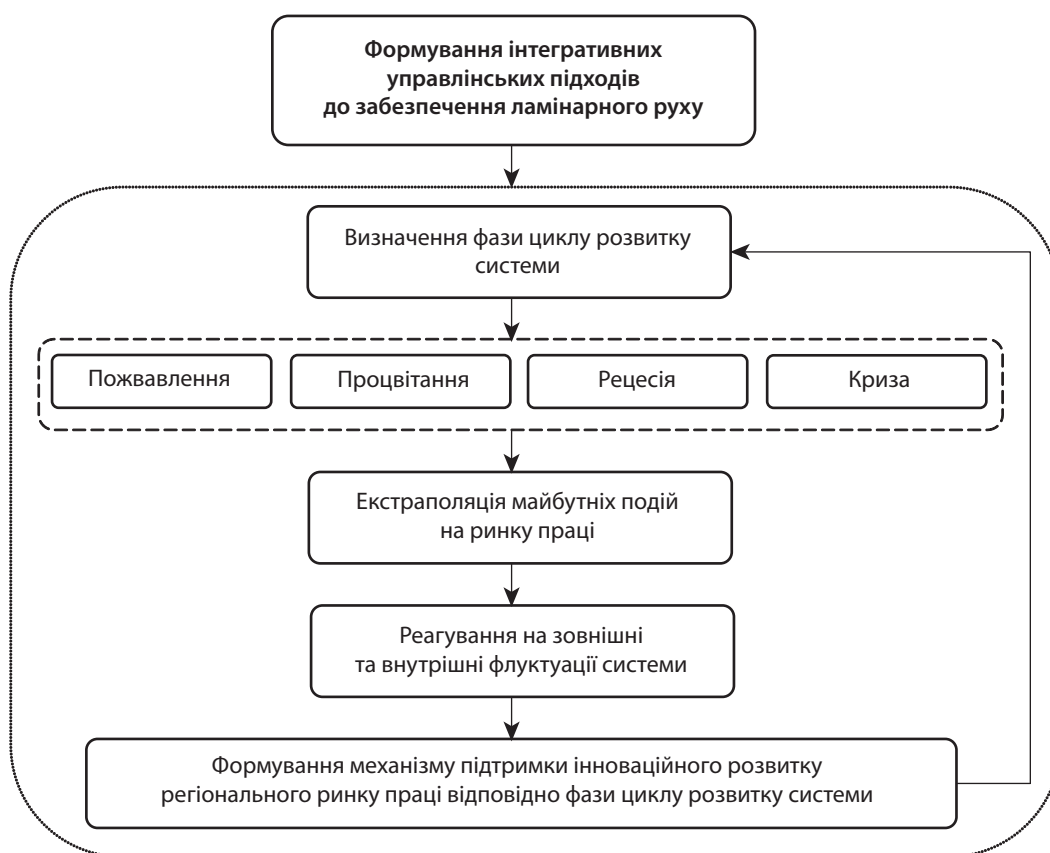 Формування інтегративних
управлінських підходів
до забезпечення ламінарного руху
Визначення фази циклу розвитку
системи
Пожвавлення
Процвітання
Рецесія
Криза
Екстраполяція майбутніх подій
на ринку праці
Реагування на зовнішні
та внутрішні флуктуації системи
Формування механізму підтримки інноваційного розвитку
регіонального ринку праці відповідно фази циклу розвитку системи